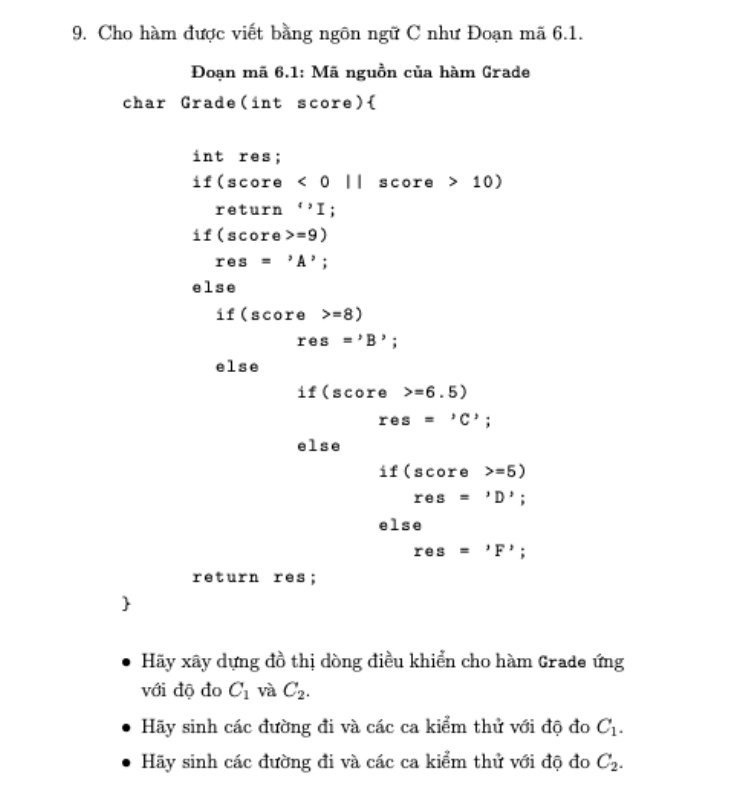 9. Cho hàm được viết bằng ngôn ngữ C như Đoạn mã 6.1.
Đoạn mã 6.1: Mã nguồn của hàm Grade
char Grade(int score){
int res;
if(score < 0 || score > 10)
return ‘’I;
if(score>=9)
res = ’A’;
else
if(score >=8)
res =’B’;
else
if(score >=6.5)
res = ’C’;
else
if(score >=5)
res = ’D’;
else
res = ’F’;
return res;
}
• Hãy xây dựng đồ thị dòng điều khiển cho hàm Grade ứng
với độ đo C₁ và C₂.
• Hãy sinh các đường đi và các ca kiểm thử với độ đo C₁.
• Hãy sinh các đường đi và các ca kiểm thử với độ đo C₂.